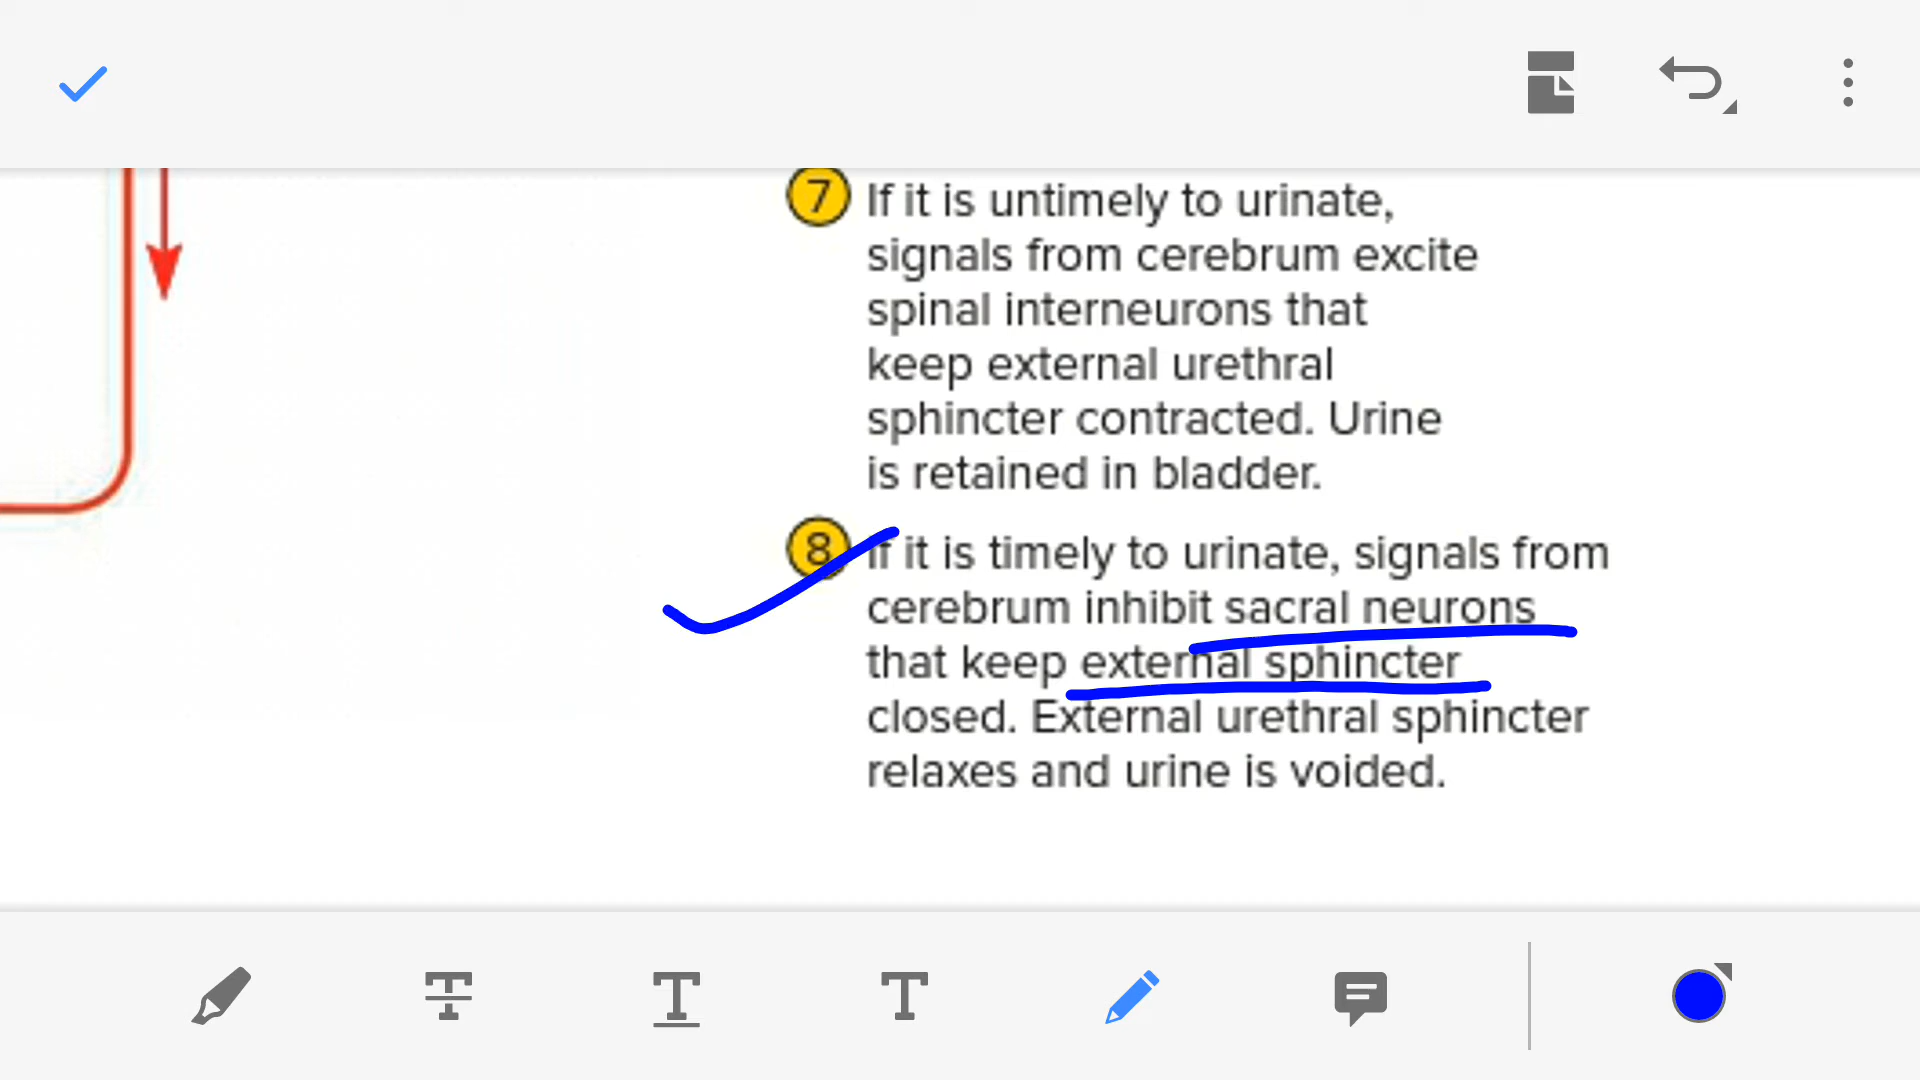 7 If it is untimely to urinate,
signals from cerebrum excite
spinal interneurons that
keep external urethral
sphincter contracted. Urine
is retained in bladder.
8 If it is timely to urinate, signals from
cerebrum inhibit sacral neurons
that keep external sphincter
closed. External urethral sphincter
relaxes and urine is voided.